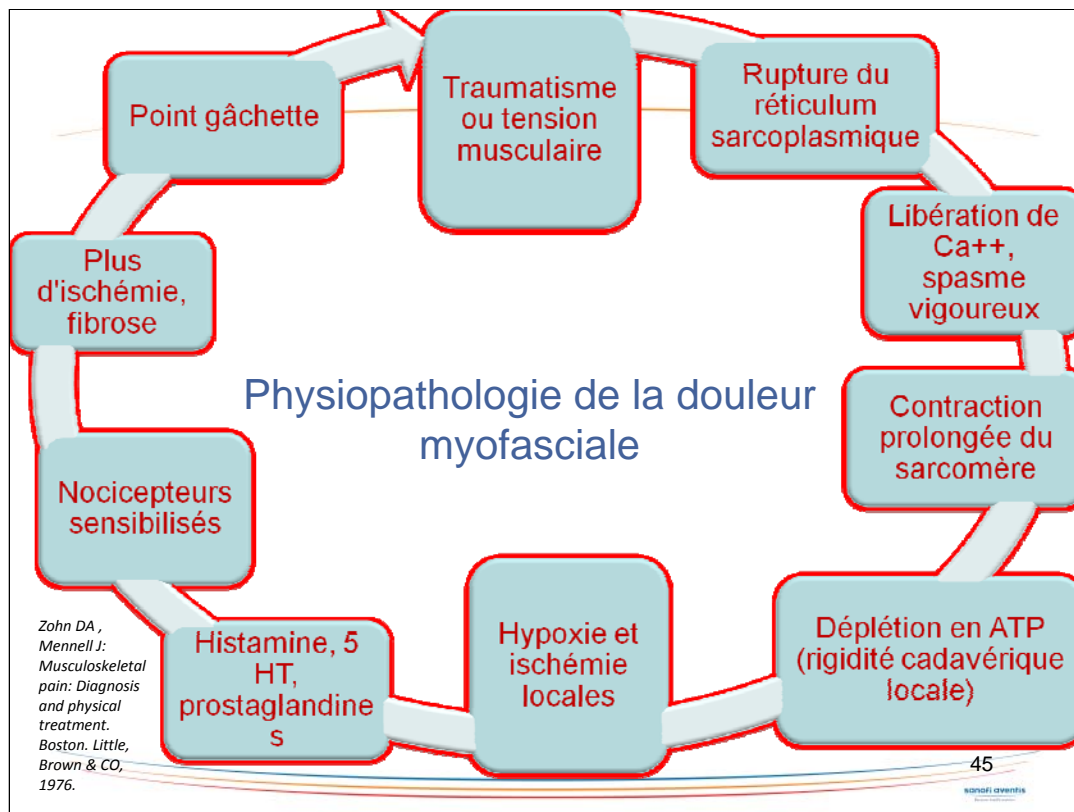 Traumatisme
ou tension
musculaire
Rupture du
réticulum
sarcoplasmique
Libération de
Ca++,
spasme
vigoureux
Contraction
prolongée du
sarcomère
Déplétion en ATP
(rigidité cadavérique
locale)
Hypoxie et
ischémie
locales
Histamine, 5
HT,
prostaglandine
s
Nocicepteurs
sensibilisés
Plus
d'ischémie,
fibrose
Point gâchette
Physiopathologie de la douleur
myofasciale
Zohn DA ,
Mennell J:
Musculoskeletal
pain: Diagnosis
and physical
treatment.
Boston. Little,
Brown & CO,
1976.
45
sanofi aventis